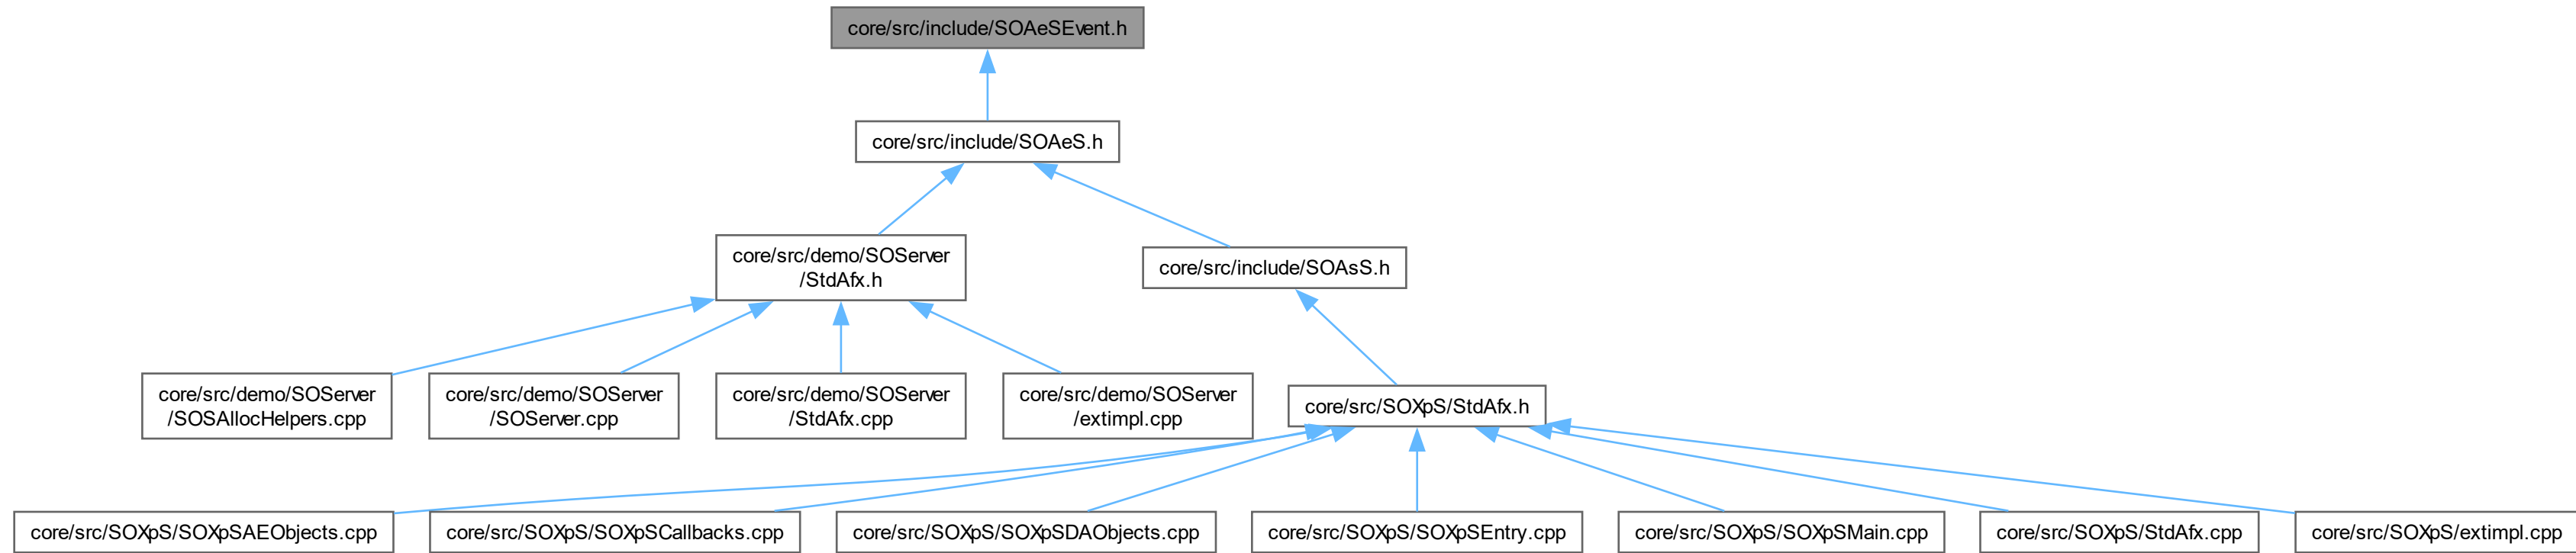 core/src/include/SOAeSEvent.h
core/src/include/SOAeS.h
core/src/demo/SOServer
/StdAfx.h
core/src/include/SOAsS.h
core/src/demo/SOServer
/SOSAllocHelpers.cpp
core/src/demo/SOServer
/SOServer.cpp
core/src/demo/SOServer
/StdAfx.cpp
core/src/demo/SOServer
/extimpl.cpp
core/src/SOXpS/StdAfx.h
core/src/SOXpS/SOXpSAEObjects.cpp
core/src/SOXpS/SOXpSCallbacks.cpp
core/src/SOXpS/SOXpSDAObjects.cpp
core/src/SOXpS/SOXpSEntry.cpp
core/src/SOXpS/SOXpSMain.cpp
core/src/SOXpS/StdAfx.cpp
core/src/SOXpS/extimpl.cpp